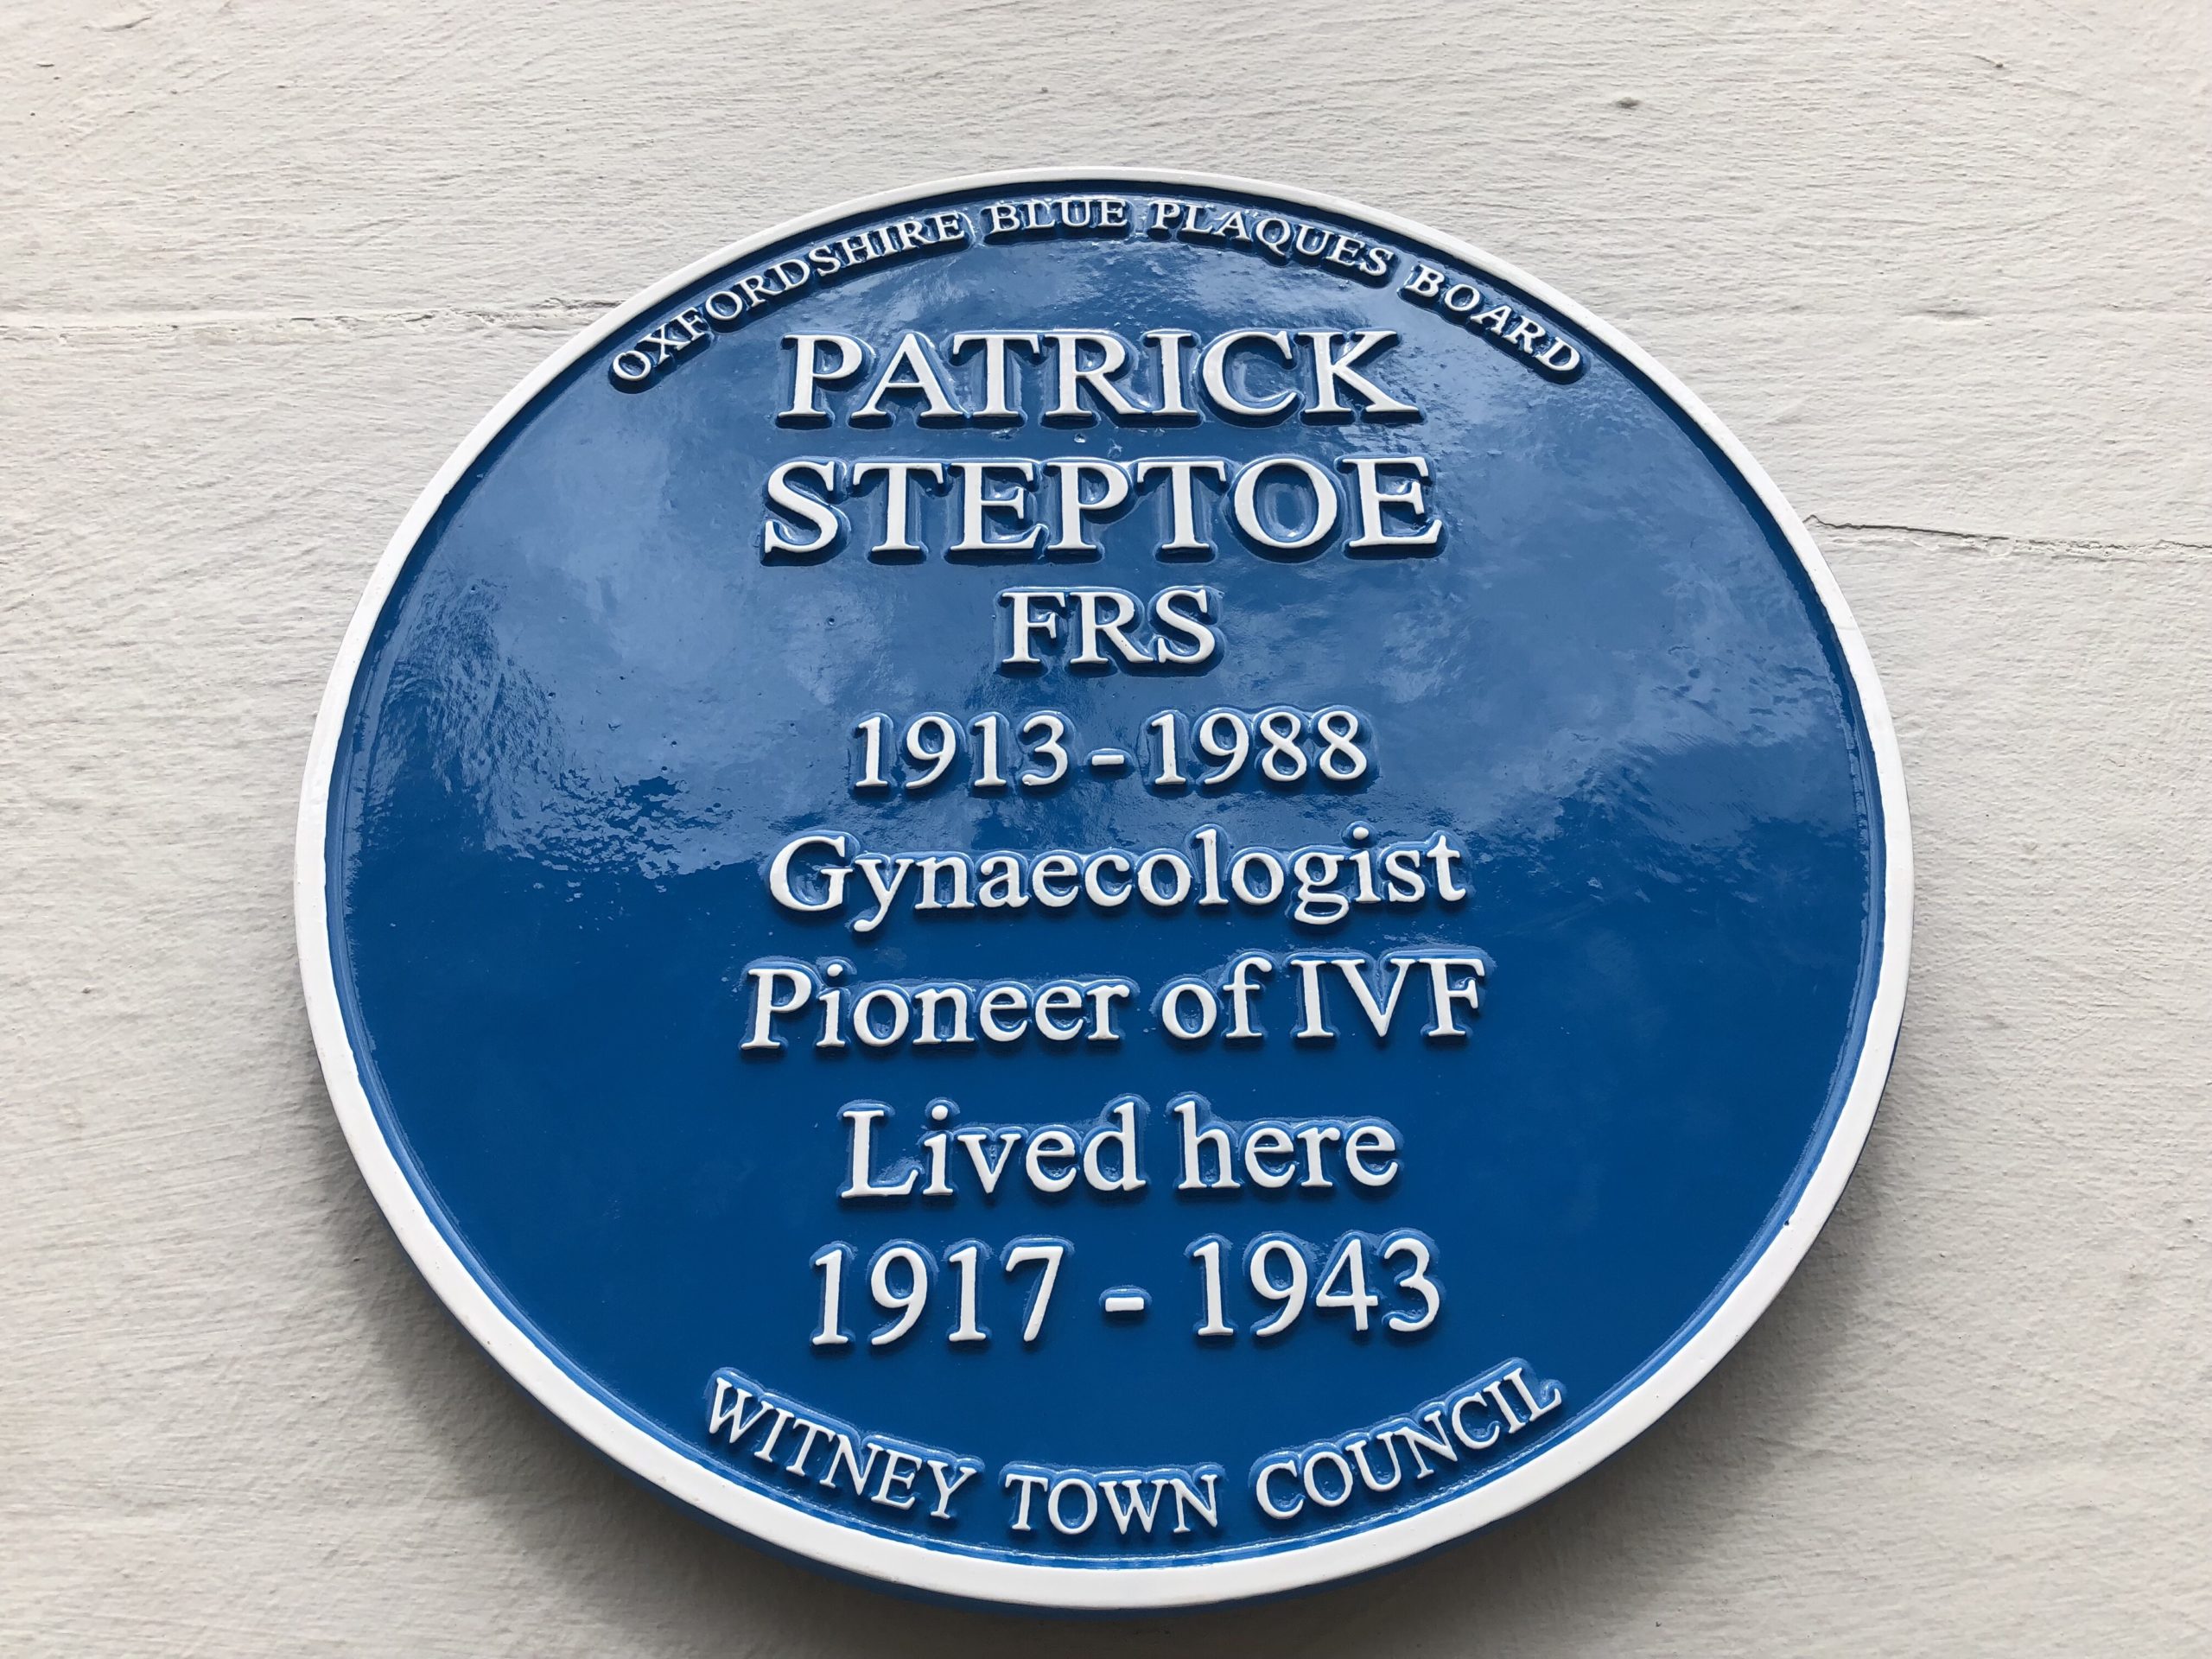 OXFORDSHIRE BLUE PLAQUES BOARD
PATRICK
STEPTOE
FRS
1913-1988
Gynaecologist
Pioneer of IVF
Lived here
1917 - 1943
WITNEY TOWN COUNCIL